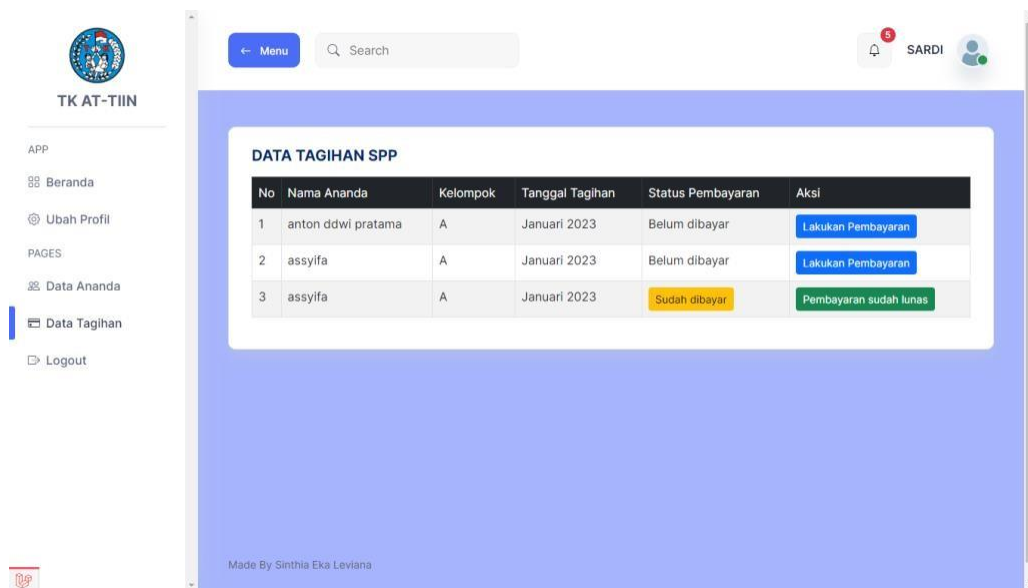 TK AT-TIIN
APP
Beranda
Ubah Profil
PAGES
Data Ananda
Data Tagihan
Logout
← Menu
Search
5
SARDI
DATA TAGIHAN SPP
No Nama Ananda Kelompok Tanggal Tagihan Status Pembayaran Aksi
1 anton ddwi pratama A Januari 2023 Belum dibayar Lakukan Pembayaran
2 assyifa A Januari 2023 Belum dibayar Lakukan Pembayaran
3 assyifa A Januari 2023 Sudah dibayar Pembayaran sudah lunas
Made By Sinthia Eka Leviana